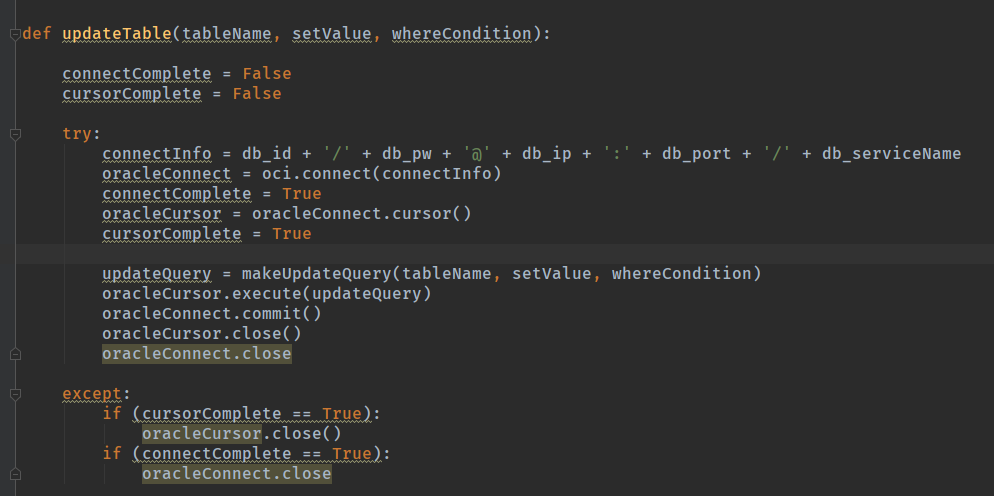 def updateTable(tableName, setValue, whereCondition):
connectComplete = False
cursorComplete = False
try:
connectInfo = db_id + '/' + db_pw + '@' + db_ip + ':' + db_port + '/' + db_serviceName
oracleConnect = oci.connect(connectInfo)
connectComplete = True
oracleCursor = oracleConnect.cursor()
cursorComplete = True
updateQuery = makeUpdateQuery(tableName, setValue, whereCondition)
oracleCursor.execute(updateQuery)
oracleConnect.commit()
oracleCursor.close()
oracleConnect.close
except:
if (cursorComplete == True):
oracleCursor.close()
if (connectComplete == True):
oracleConnect.close